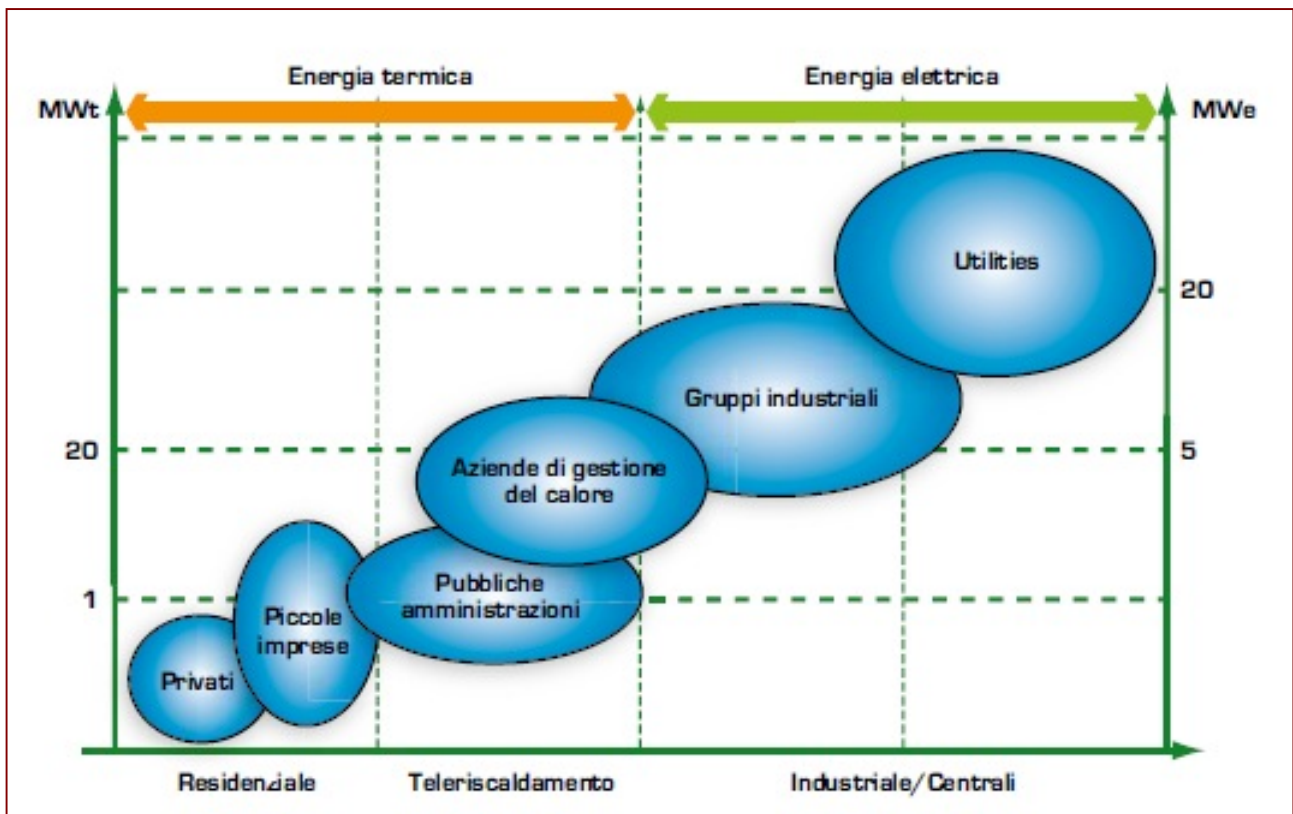 Energia termica
Energia elettrica
MWt
MWe
Utilities
20
Gruppi industriali
20
5
Aziende di gestione
del calore
Pubbliche
amministrazioni
1
Piccole
imprese
Privati
Residenziale
Teleriscaldamento
Industriale/Centrali